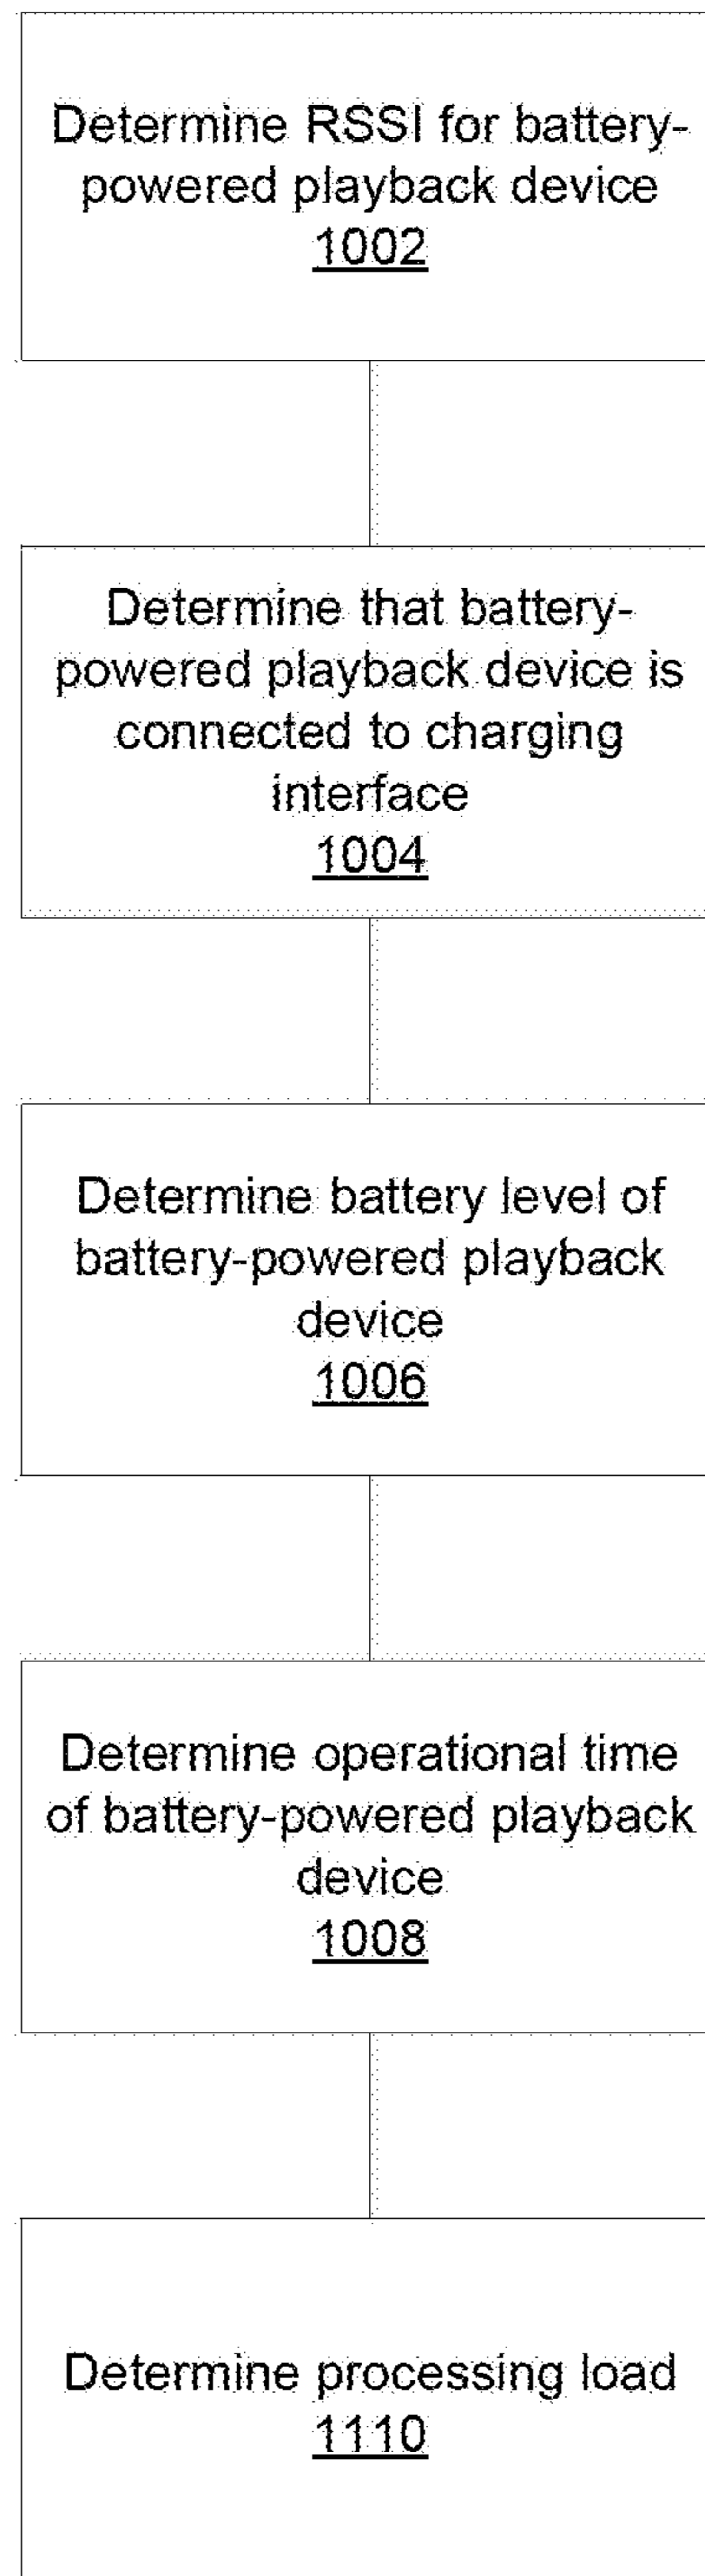 Determine RSSI for battery-
powered playback device
1002
Determine that battery-
powered playback device is
connected to charging
interface
1004
Determine battery level of
battery-powered playback
device
1006
Determine operational time
of battery-powered playback
device
1008
Determine processing load
1110